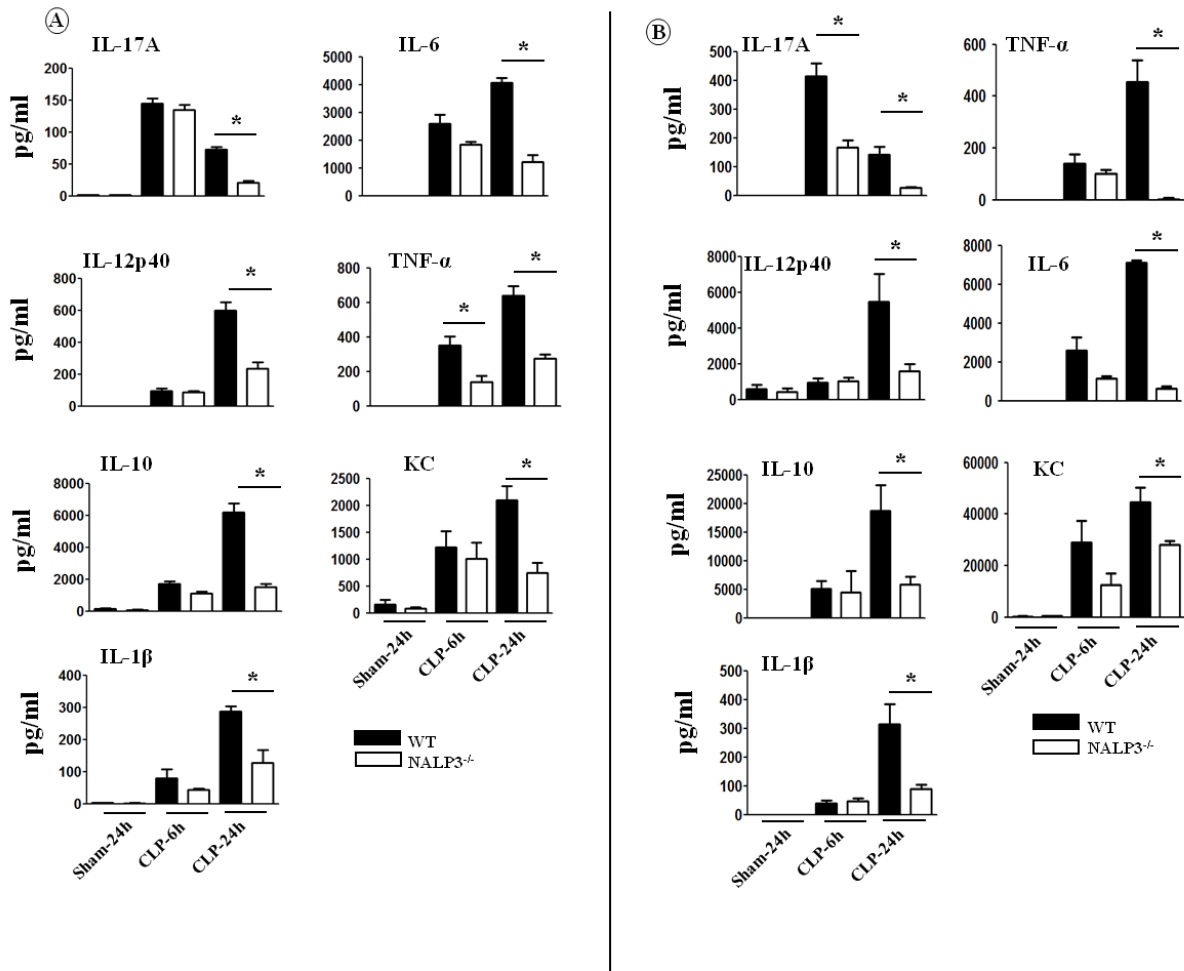 A
IL-17A
pg/ml
200
150
100
50
0
*
IL-6
5000
4000
3000
2000
1000
0
*
IL-12p40
pg/ml
800
600
400
200
0
*
TNF-α
800
600
400
200
0
*
*
IL-10
pg/ml
8000
6000
4000
2000
0
*
KC
2500
2000
1500
1000
500
0
*
Sham-24h
CLP-6h
CLP-24h
IL-1β
pg/ml
400
300
200
100
0
*
Sham-24h
CLP-6h
CLP-24h
WT
NALP3-/-
B
IL-17A
pg/ml
500
400
300
200
100
0
*
*
TNF-α
600
400
200
0
*
IL-12p40
pg/ml
8000
6000
4000
2000
0
*
IL-6
8000
6000
4000
2000
0
*
IL-10
pg/ml
25000
20000
15000
10000
5000
0
*
KC
60000
40000
20000
0
*
Sham-24h
CLP-6h
CLP-24h
IL-1β
pg/ml
500
400
300
200
100
0
*
Sham-24h
CLP-6h
CLP-24h
WT
NALP3-/-